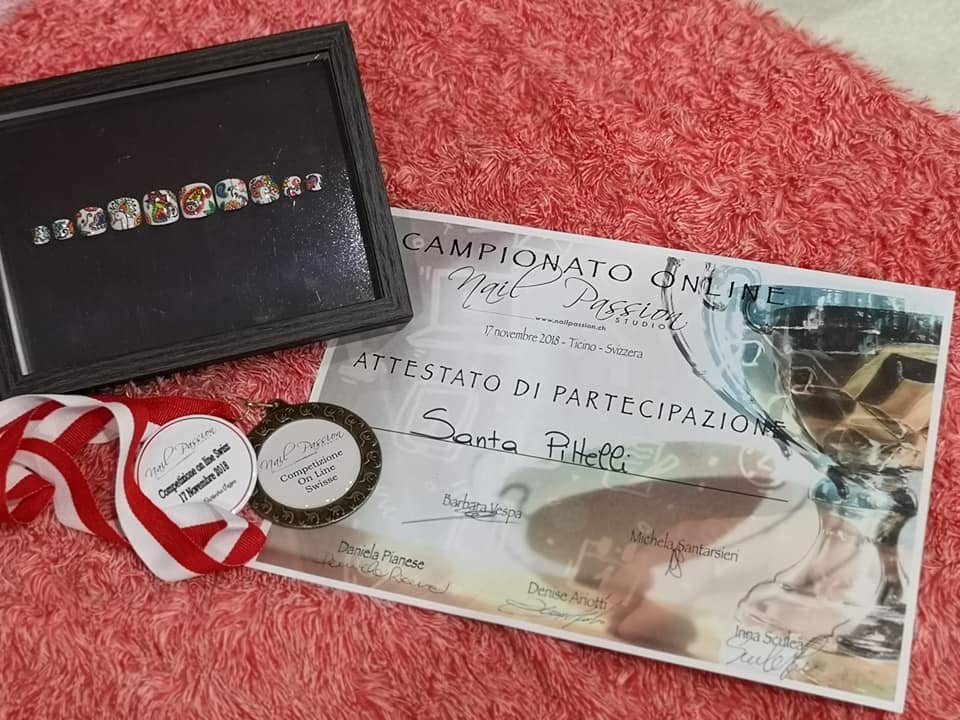 CAMPIONATO ONLINE
Nail Passion
STUDIO
www.nailpassion.ch
17 novembre 2018 - Ticino - Svizzera
ATTESTATO DI PARTECIPAZIONE
Santa Pittelli
Barbara Vespa
Michela Santarsieri
Daniela Pianese
Denise Ariotti
Inna Sculea
Nail Passion
Competizione on line Swiss
17 Novembre 2018
Nail Passion
Competizione
On Line
Swisse